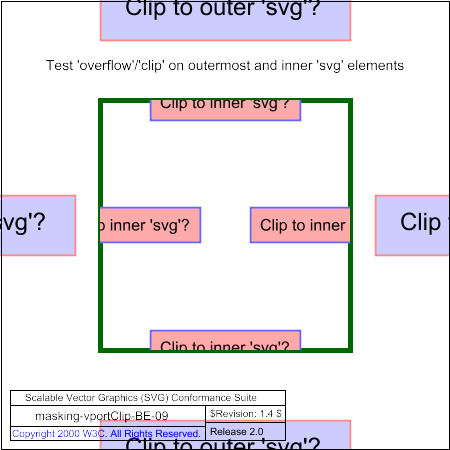 Clip to outer 'svg'?
Test 'overflow'/'clip' on outermost and inner 'svg' elements
Clip to inner 'svg'?
svg'?
Clip
o inner 'svg'?
Clip to inner
Clip to inner 'svg'?
Scalable Vector Graphics (SVG) Conformance Suite
masking-vportClip-BE-09
$Revision: 1.4 $
Copyright 2000 W3C. All Rights Reserved.
Release 2.0
Clip to outer 'svg'?